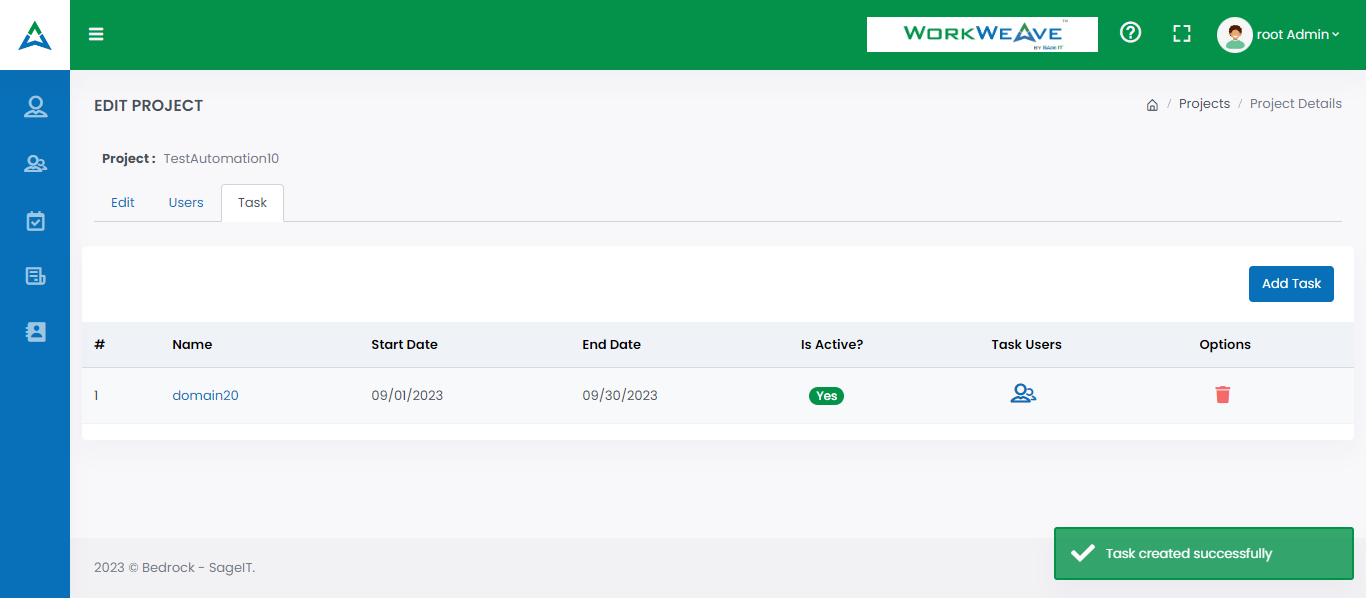 WORKWEAVE™
BY SAGE IT
root Admin
EDIT PROJECT
/ Projects / Project Details
Project : TestAutomation10
Edit Users Task
Add Task
# Name Start Date End Date Is Active? Task Users Options
1 domain20 09/01/2023 09/30/2023 Yes
Task created successfully
2023 © Bedrock - SageIT.